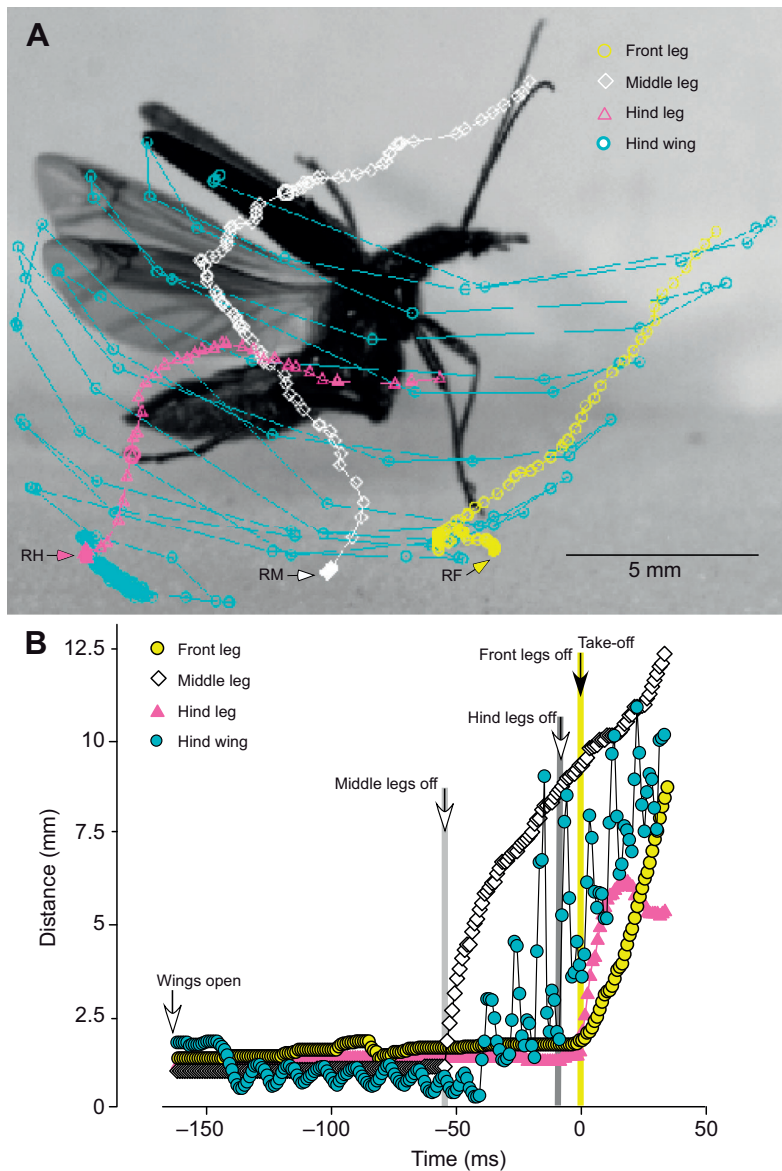 A
Front leg
Middle leg
Hind leg
Hind wing
RH
RM
RF
5 mm
B
Front leg
Middle leg
Hind leg
Hind wing
Front legs off
Take-off
Hind legs off
Middle legs off
Wings open
12.5
10
7.5
5
2.5
0
Distance (mm)
–150
–100
–50
0
50
Time (ms)